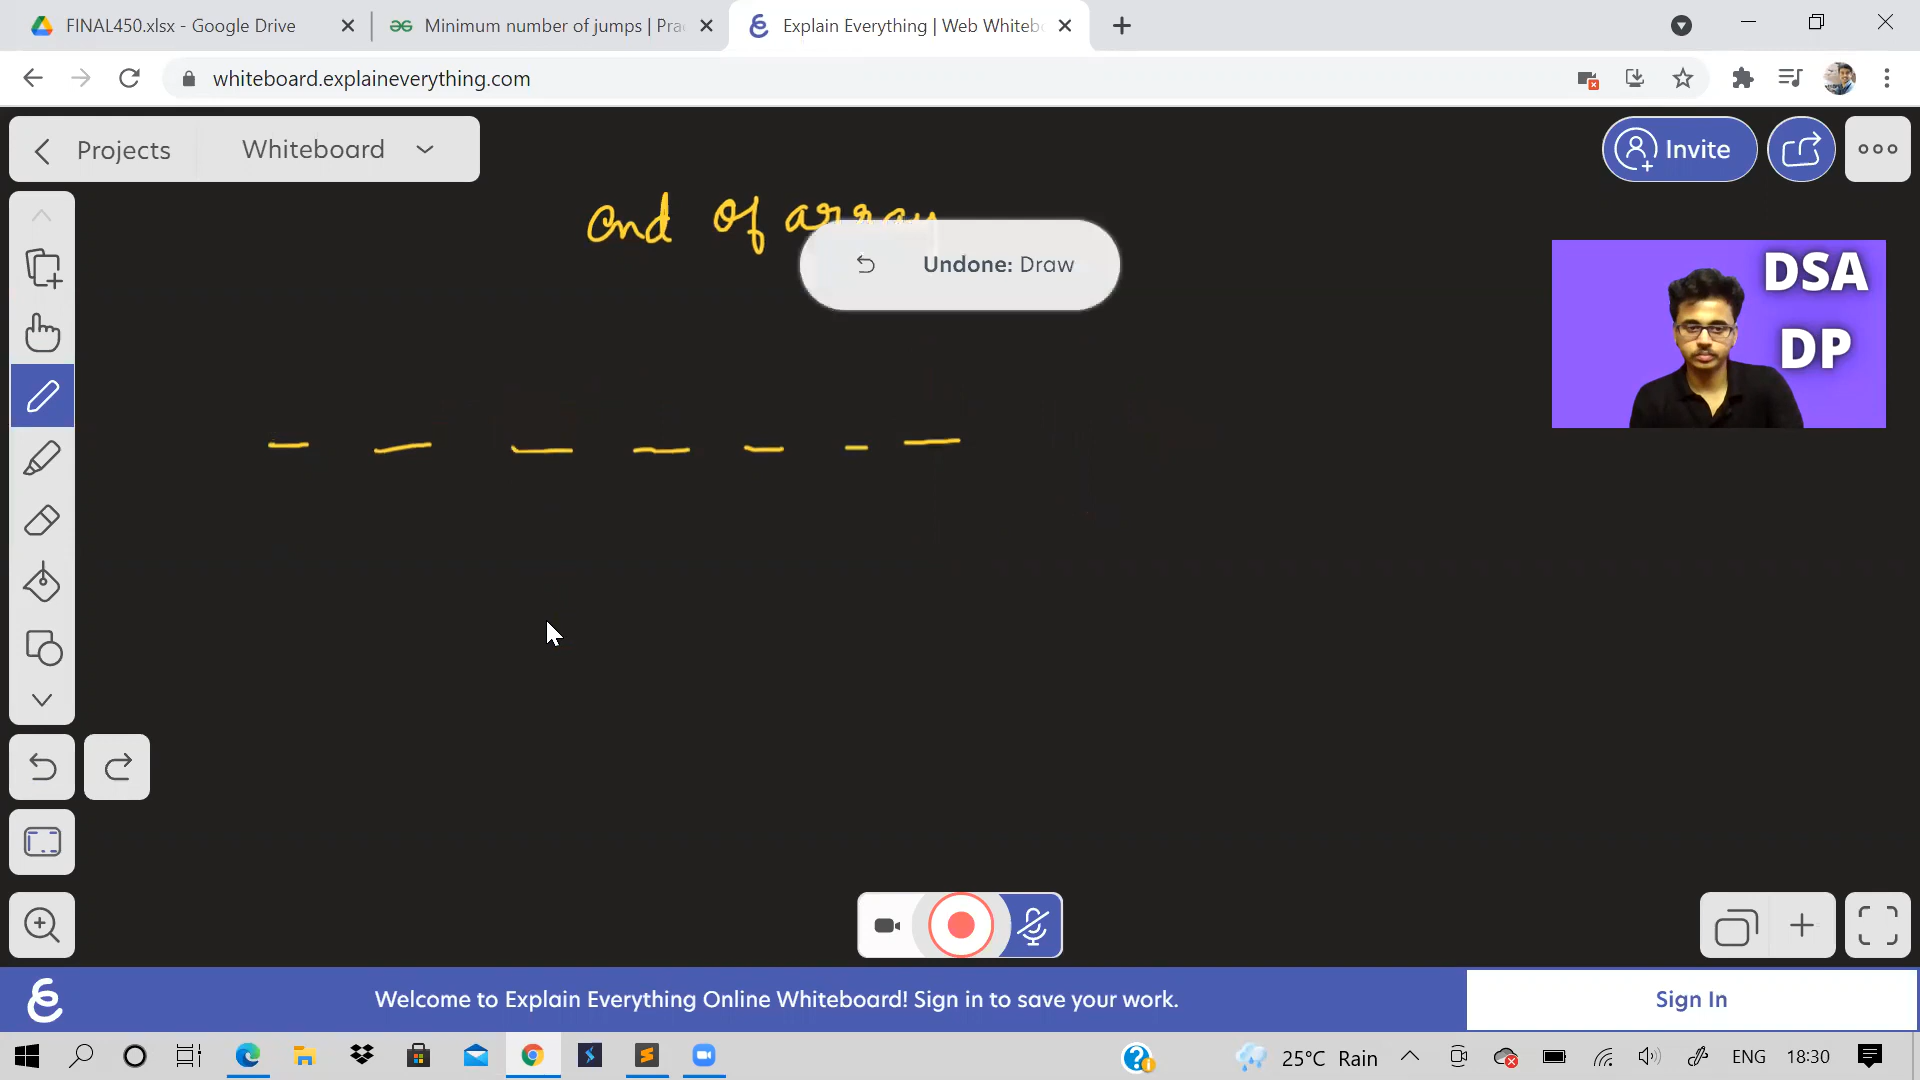 FINAL450.xlsx - Google Drive
Minimum number of jumps | Prac
Explain Everything | Web Whitebo
whiteboard.explaineverything.com
Projects
Whiteboard
Invite
end of array
Undone: Draw
DSA
DP
Welcome to Explain Everything Online Whiteboard! Sign in to save your work.
Sign In
25°C Rain
ENG
18:30